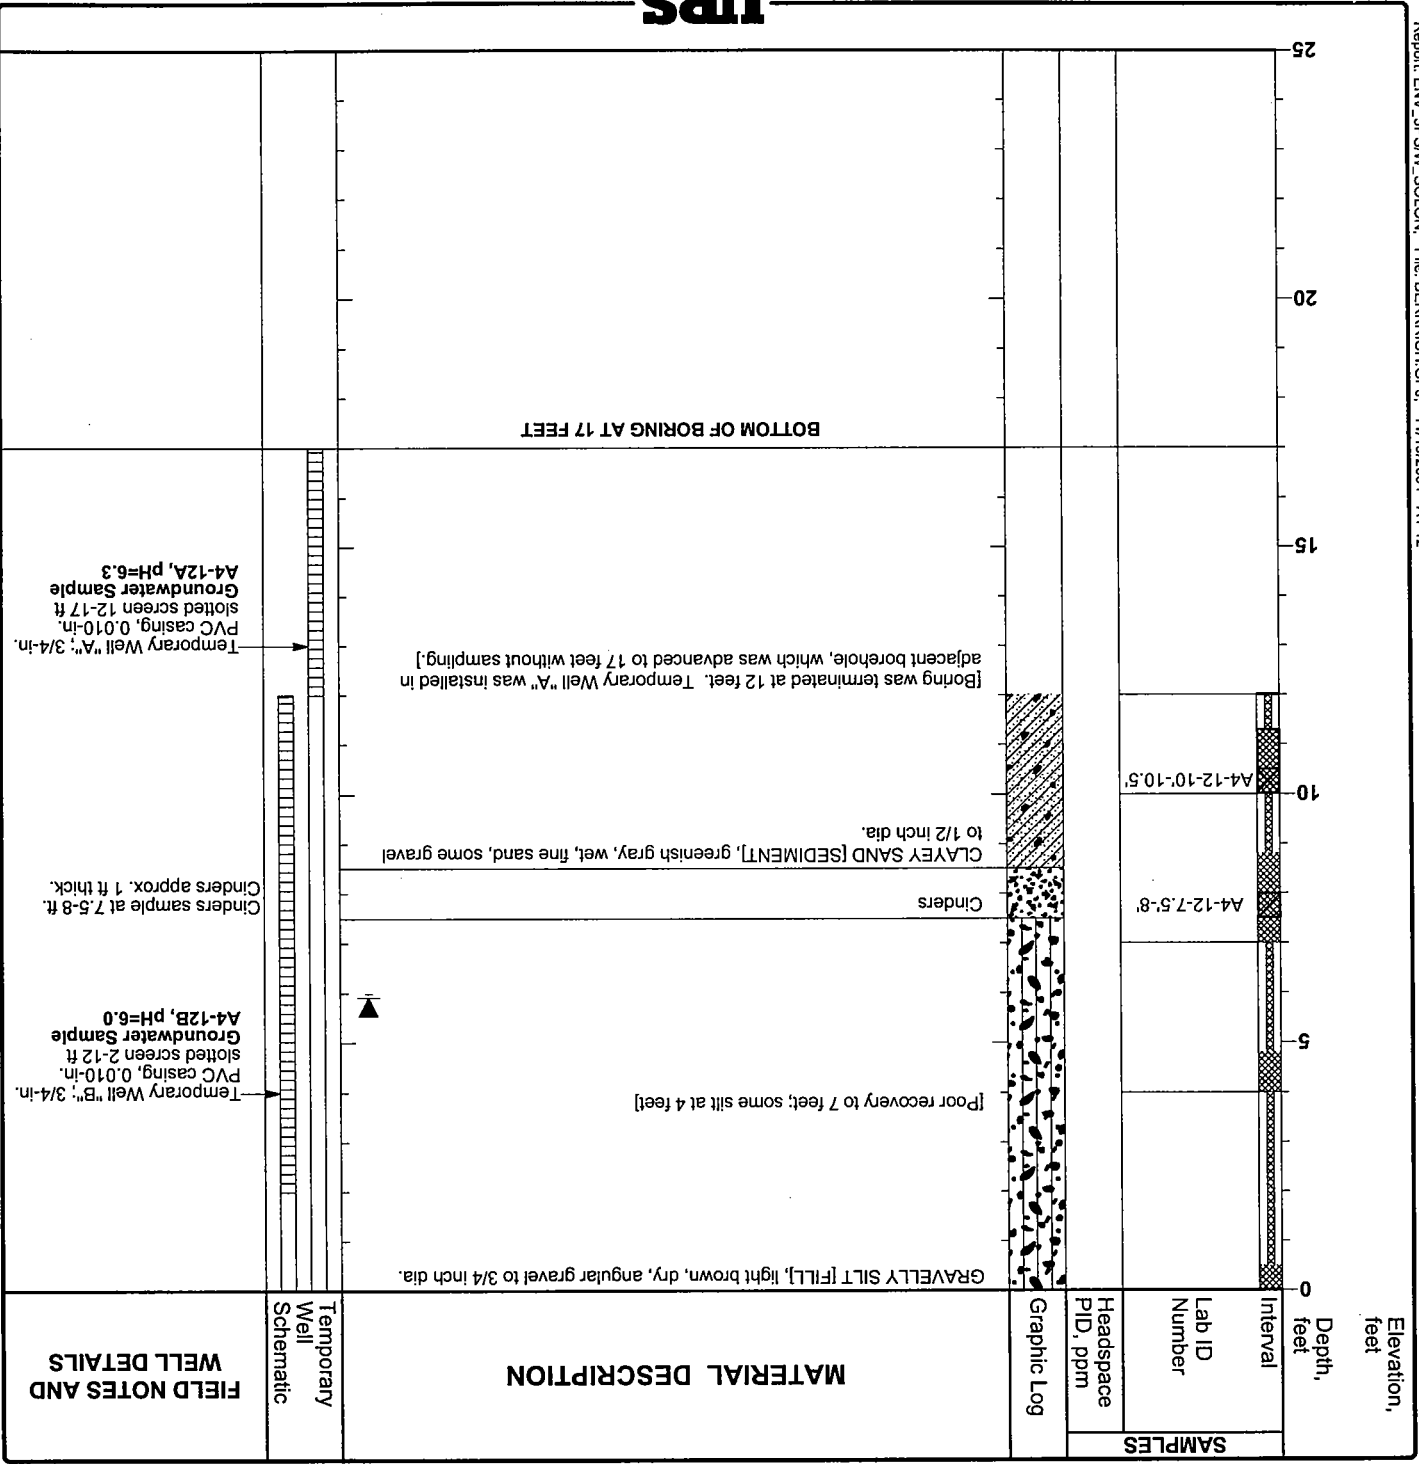 SAMPLES
Elevation,
feet
Depth,
feet
Interval
Lab ID
Number
Headspace
PID, ppm
Graphic Log
MATERIAL DESCRIPTION
Temporary
Well
Schematic
FIELD NOTES AND
WELL DETAILS
0
GRAVELLY SILT [FILL], light brown, dry, angular gravel to 3/4 inch dia.
[Poor recovery to 7 feet; some silt at 4 feet]
Temporary Well "B"; 3/4-in.
PVC casing, 0.010-in.
slotted screen 2-12 ft
Groundwater Sample
A4-12B, pH=6.0
5
A4-12-7.5'-8'
Cinders
Cinders sample at 7.5-8 ft.
Cinders approx. 1 ft thick.
CLAYEY SAND [SEDIMENT], greenish gray, wet, fine sand, some gravel
to 1/2 inch dia.
10
A4-12-10'-10.5'
[Boring was terminated at 12 feet. Temporary Well "A" was installed in
adjacent borehole, which was advanced to 17 feet without sampling.]
Temporary Well "A"; 3/4-in.
PVC casing, 0.010-in.
slotted screen 12-17 ft
Groundwater Sample
A4-12A, pH=6.3
15
BOTTOM OF BORING AT 17 FEET
20
25
URS